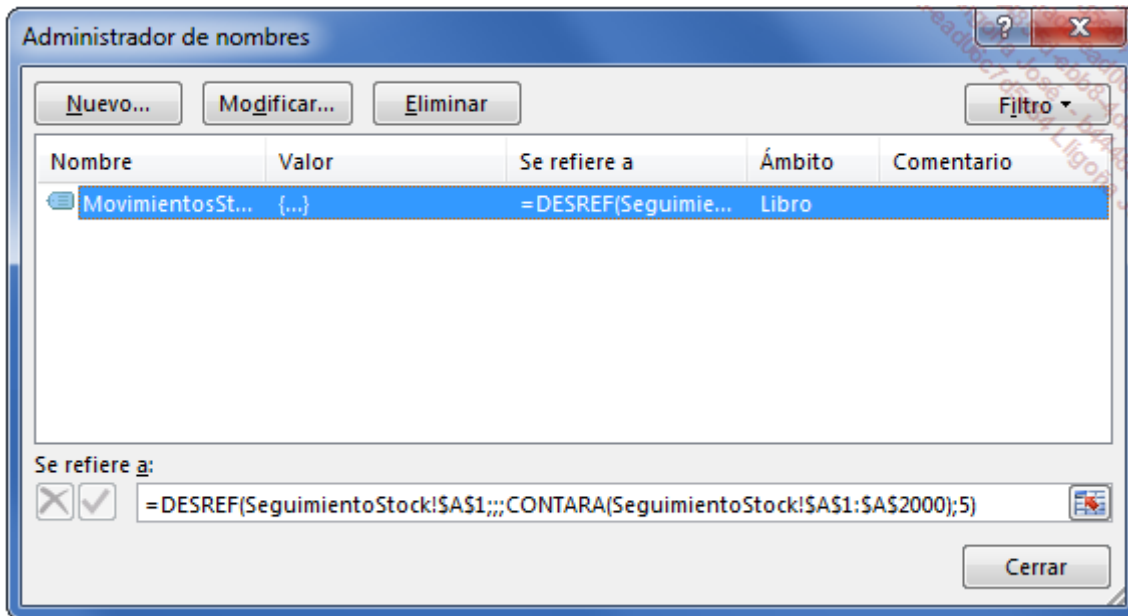 Administrador de nombres
Nuevo... Modificar... Eliminar Filtro
Nombre Valor Se refiere a Ámbito Comentario
MovimientosSt... {...} =DESREF(Seguimie... Libro
Se refiere a:
=DESREF(SeguimientoStock!$A$1;;;CONTARA(SeguimientoStock!$A$1:$A$2000);5)
Cerrar